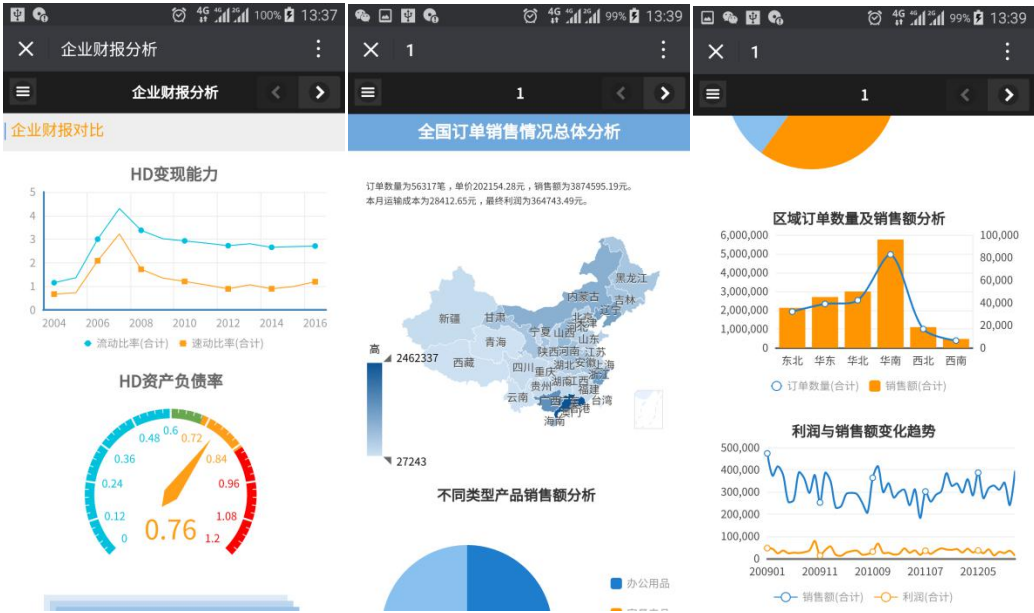 4G 100% 13:37
企业财报分析
企业财报分析
企业财报对比
HD变现能力
5
4
3
2
1
0
2004 2006 2008 2010 2012 2014 2016
流动比率(合计) 速动比率(合计)
HD资产负债率
0
0.12
0.24
0.36
0.48
0.6
0.72
0.84
0.96
1.08
1.2
0.76
4G 99% 13:39
1
1
全国订单销售情况总体分析
订单数量为56317笔，单价202154.28元，销售额为3874595.19元。
本月运输成本为28412.65元，最终利润为364743.49元。
黑龙江
内蒙古
吉林
辽宁
新疆
甘肃
北京
天津
宁夏
山西
河北
青海
山东
陕西
河南
江苏
西藏
四川
重庆
湖北
安徽
上海
浙江
贵州
湖南
江西
福建
云南
广西
台湾
香港
澳门
海南
高
2462337
27243
不同类型产品销售额分析
办公用品
4G 99% 13:39
1
1
区域订单数量及销售额分析
6,000,000
5,000,000
4,000,000
3,000,000
2,000,000
1,000,000
0
100,000
80,000
60,000
40,000
20,000
0
东北 华东 华北 华南 西北 西南
订单数量(合计) 销售额(合计)
利润与销售额变化趋势
500,000
400,000
300,000
200,000
100,000
0
200901 200911 201009 201107 201205
销售额(合计) 利润(合计)